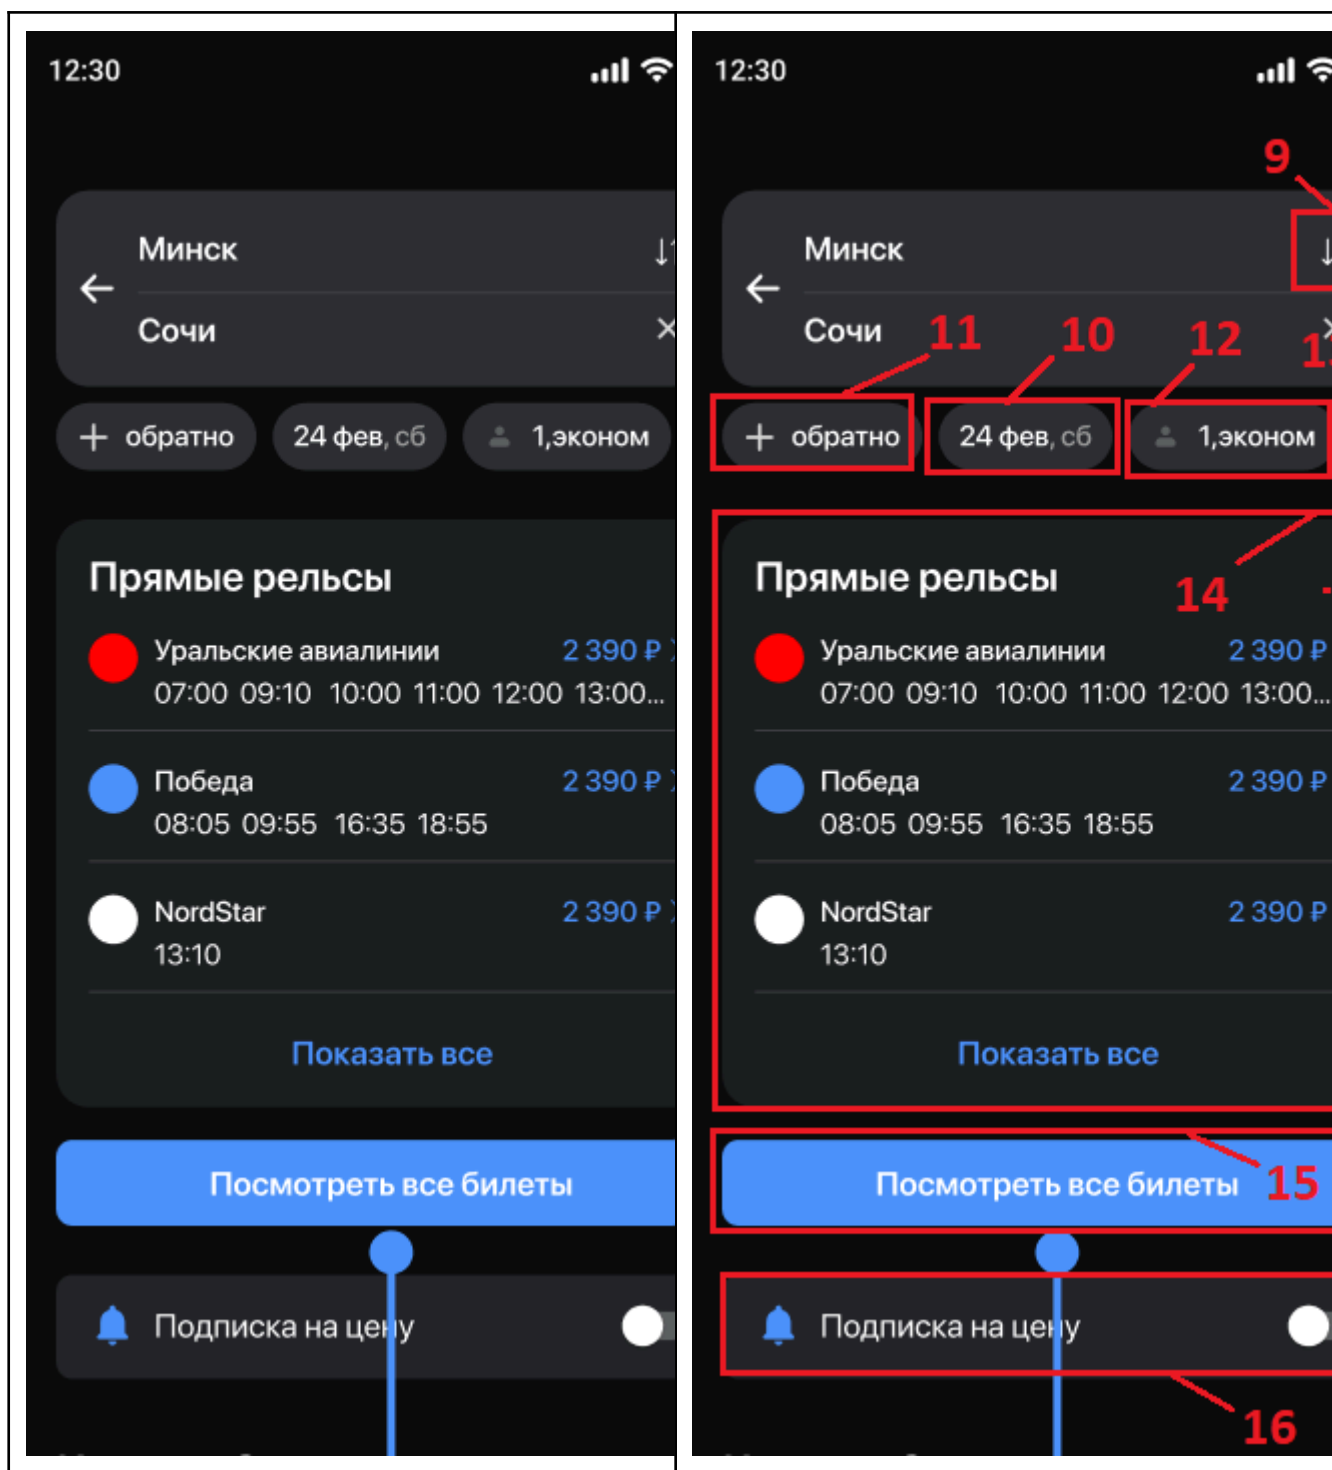 12:30
Минск
Сочи
обратно
24 фев, сб
1,эконом
Прямые рельсы
Уральские авиалинии 2 390 ₽
07:00 09:10 10:00 11:00 12:00 13:00...
Победа 2 390 ₽
08:05 09:55 16:35 18:55
NordStar 2 390 ₽
13:10
Показать все
Посмотреть все билеты
Подписка на цену
12:30
9
Минск
Сочи
11
10
12
+ обратно
24 фев, сб
1,эконом
Прямые рельсы
14
Уральские авиалинии 2 390 ₽
07:00 09:10 10:00 11:00 12:00 13:00...
Победа 2 390 ₽
08:05 09:55 16:35 18:55
NordStar 2 390 ₽
13:10
Показать все
Посмотреть все билеты
15
Подписка на цену
16